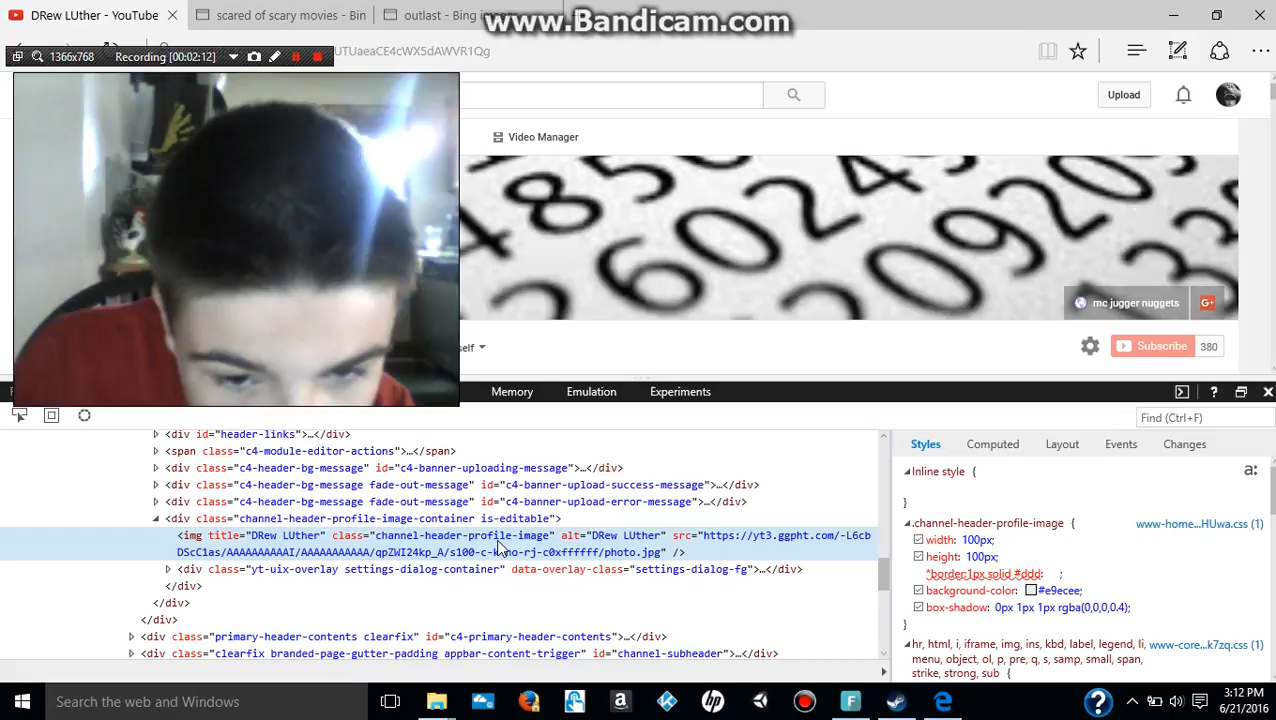 DRew LUther - YouTube
scared of scary movies - Bin
outlast - Bing
www.Bandicam.com
UTUaeaCE4cWX5dAWVR1Qg
1366x768
Recording [00:02:12]
Upload
Video Manager
mc jugger nuggets
G+
self
Subscribe 380
Memory
Emulation
Experiments
Find (Ctrl+F)
<div id="header-links">…</div>
<span class="c4-module-editor-actions">…</span>
<div class="c4-header-bg-message" id="c4-banner-uploading-message">…</div>
<div class="c4-header-bg-message fade-out-message" id="c4-banner-upload-success-message">…</div>
<div class="c4-header-bg-message fade-out-message" id="c4-banner-upload-error-message">…</div>
<div class="channel-header-profile-image-container is-editable">
<img title="DRew LUther" class="channel-header-profile-image" alt="DRew LUther" src="https://yt3.ggpht.com/-L6cb
DScC1as/AAAAAAAAAAI/AAAAAAAAAAA/qpZWI24kp_A/s100-c-k-no-rj-c0xffffff/photo.jpg" />
<div class="yt-uix-overlay settings-dialog-container" data-overlay-class="settings-dialog-fg">…</div>
</div>
</div>
</div>
<div class="primary-header-contents clearfix" id="c4-primary-header-contents">…</div>
<div class="clearfix branded-page-gutter-padding appbar-content-trigger" id="channel-subheader">…</div>
Styles
Computed
Layout
Events
Changes
Inline style {
a:
}
.channel-header-profile-image www-home...HUwa.css (1)
{
width: 100px;
height: 100px;
*border:1px solid #ddd: ;
background-color: #e9ecee;
box-shadow: 0px 1px 1px rgba(0,0,0,0.4);
}
hr, html, i, iframe, img, ins, kbd, label, legend, li, www-core...k7zq.css (1)
menu, object, ol, p, pre, q, s, samp, small, span,
strike, strong, sub {
Search the web and Windows
3:12 PM
6/21/2016